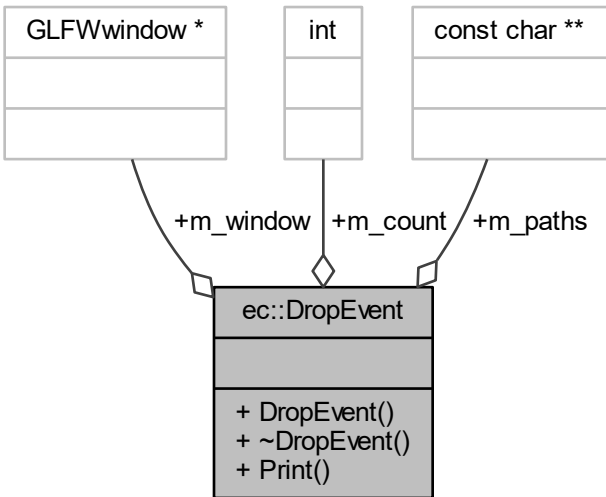 GLFWwindow *
int
const char **
+m_window
+m_count
+m_paths
ec::DropEvent
+ DropEvent()
+ ~DropEvent()
+ Print()